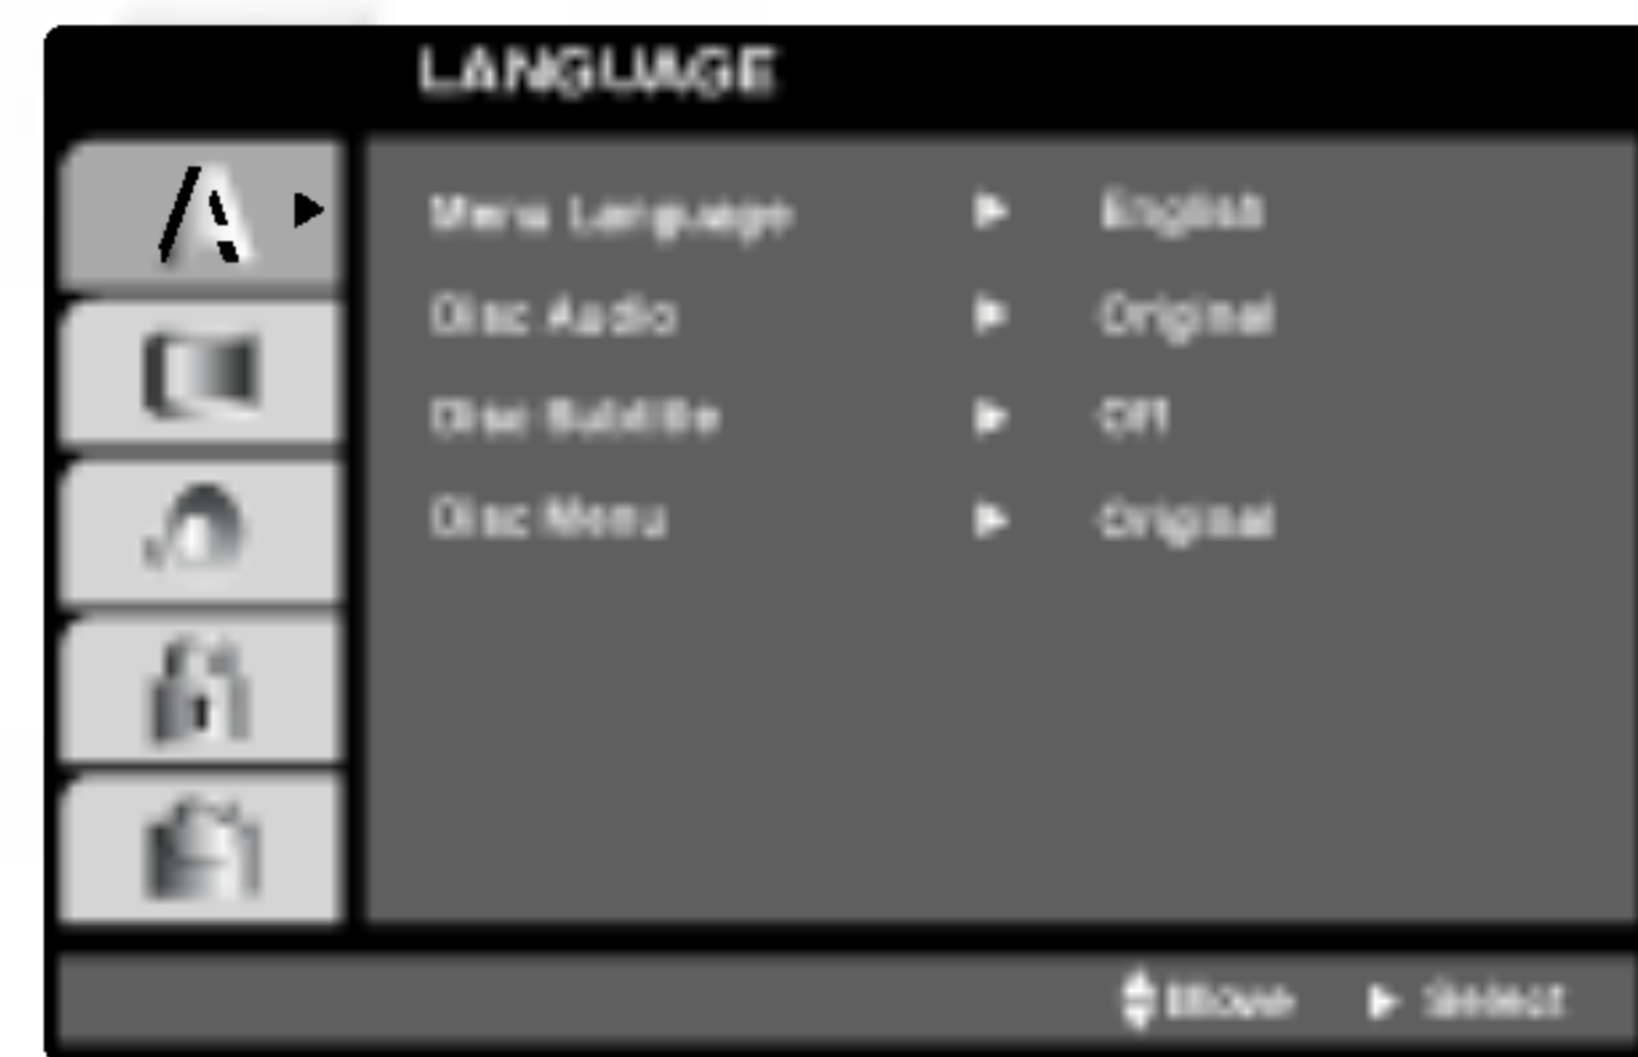 LANGUAGE
Menu Language ► English
Disc Audio ► Original
Disc Subtitle ► Off
Disc Menu ► Original
Move ► Select